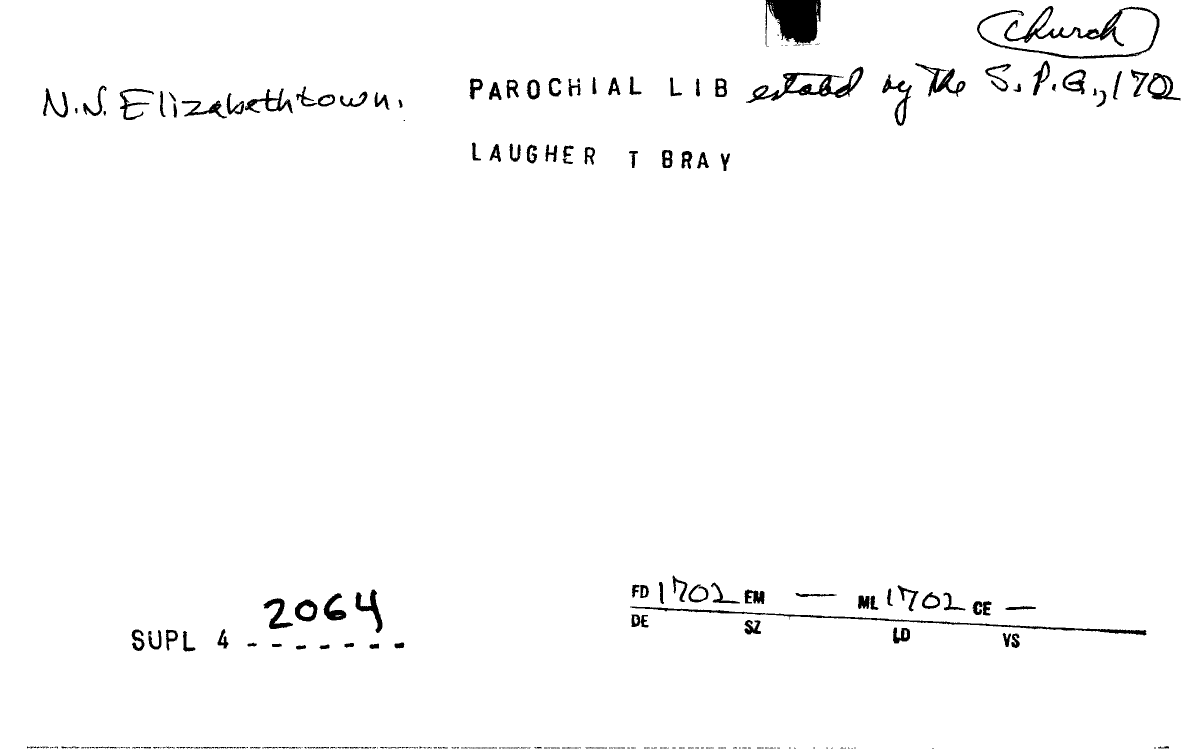 Church
N.J. Elizabethtown. PAROCHIAL LIB estabd by the S.P.G., 1702
LAUGHER T BRAY
2064
SUPL 4 - - - - - - -
FD 1702 EM — ML 1702 CE —
DE SZ LD VS